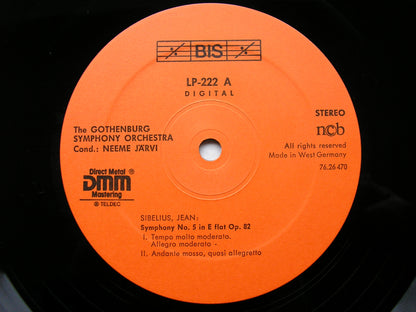 BIS
LP-222 A
DIGITAL
The GOTHENBURG
SYMPHONY ORCHESTRA
Cond.: NEEME JÄRVI
STEREO
ncb
All rights reserved
Made in West Germany
76.26470
Direct Metal ®
DMM
Mastering
® TELDEC
SIBELIUS, JEAN:
Symphony No. 5 in E flat Op. 82
I. Tempo molto moderato.
Allegro moderato -
II. Andante mosso, quasi allegretto